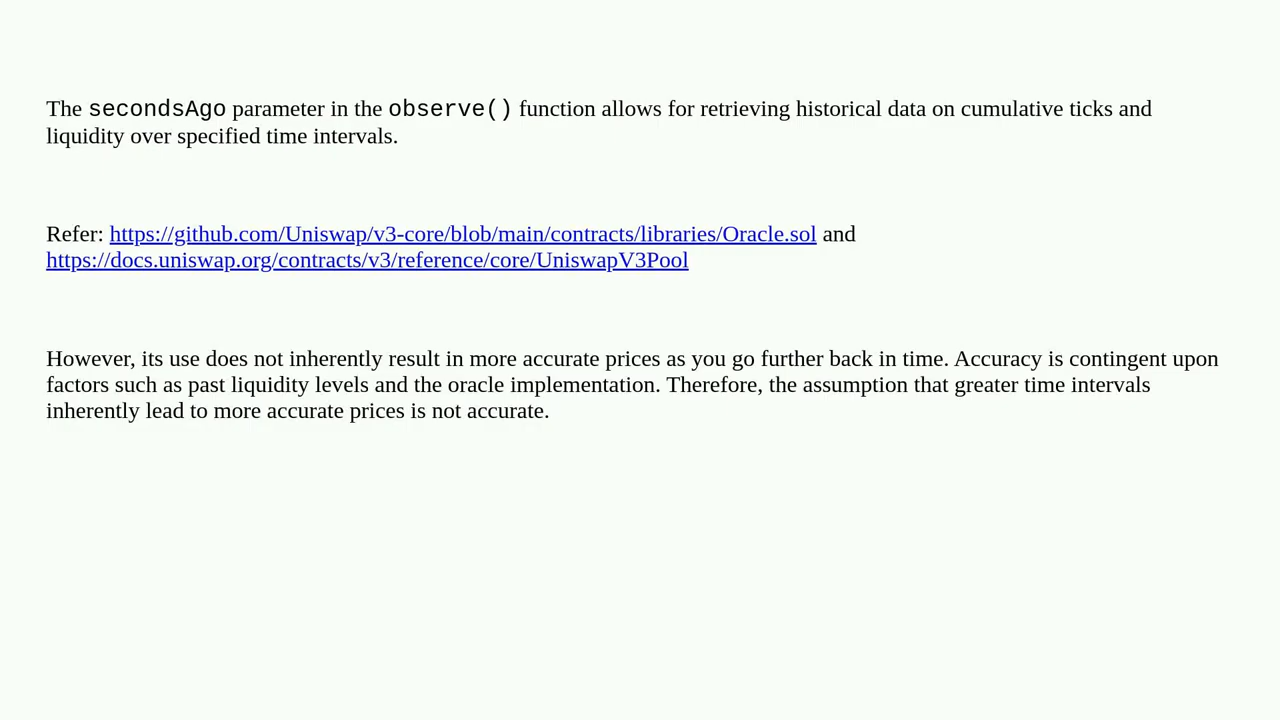 The secondsAgo parameter in the observe() function allows for retrieving historical data on cumulative ticks and
liquidity over specified time intervals.
Refer: https://github.com/Uniswap/v3-core/blob/main/contracts/libraries/Oracle.sol and
https://docs.uniswap.org/contracts/v3/reference/core/UniswapV3Pool
However, its use does not inherently result in more accurate prices as you go further back in time. Accuracy is contingent upon
factors such as past liquidity levels and the oracle implementation. Therefore, the assumption that greater time intervals
inherently lead to more accurate prices is not accurate.